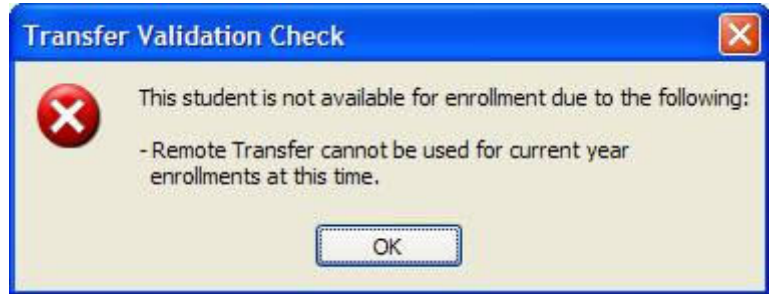 Transfer Validation Check
This student is not available for enrollment due to the following:
- Remote Transfer cannot be used for current year
enrollments at this time.
OK